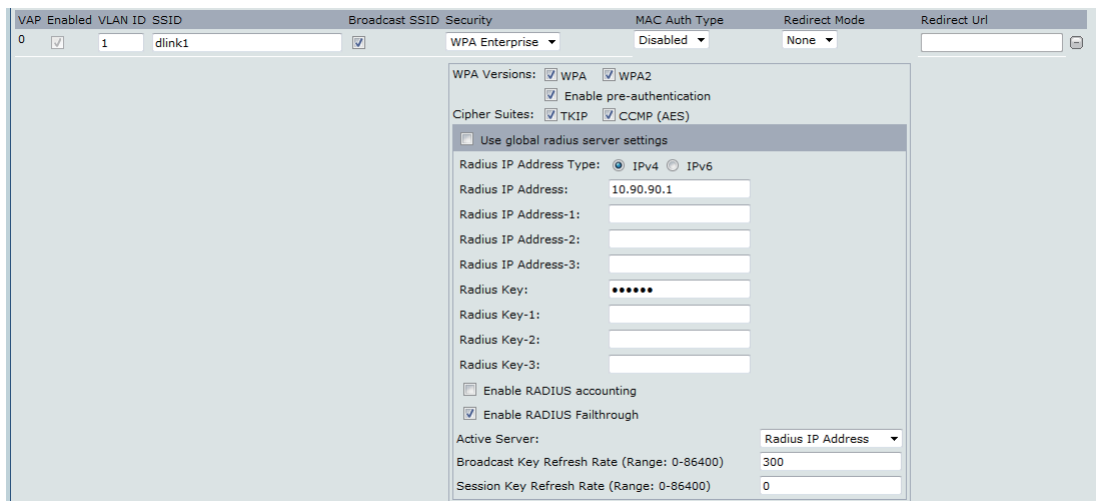 VAP Enabled VLAN ID SSID Broadcast SSID Security MAC Auth Type Redirect Mode Redirect Url
0 1 dlink1 WPA Enterprise Disabled None
WPA Versions: WPA WPA2
Enable pre-authentication
Cipher Suites: TKIP CCMP (AES)
Use global radius server settings
Radius IP Address Type: IPv4 IPv6
Radius IP Address: 10.90.90.1
Radius IP Address-1:
Radius IP Address-2:
Radius IP Address-3:
Radius Key: ••••••
Radius Key-1:
Radius Key-2:
Radius Key-3:
Enable RADIUS accounting
Enable RADIUS Failthrough
Active Server: Radius IP Address
Broadcast Key Refresh Rate (Range: 0-86400) 300
Session Key Refresh Rate (Range: 0-86400) 0